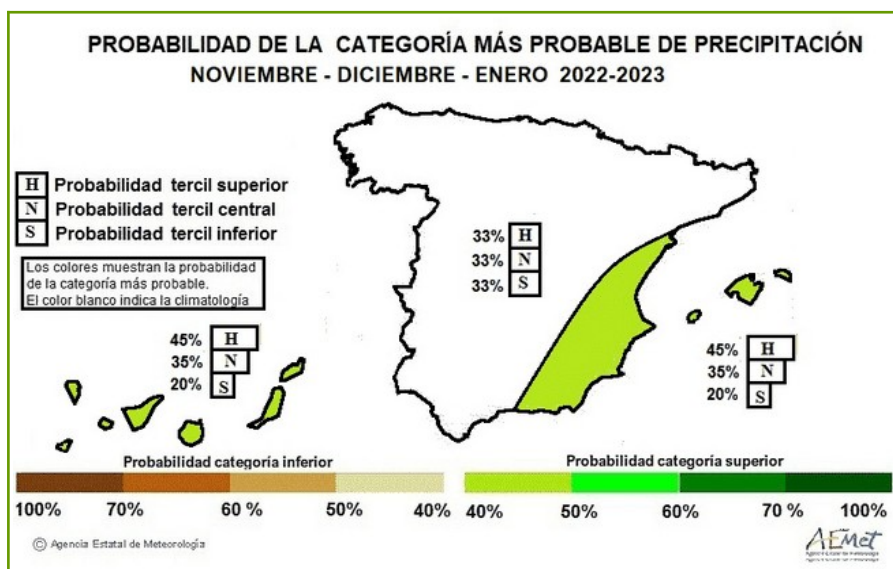 PROBABILIDAD DE LA CATEGORÍA MÁS PROBABLE DE PRECIPITACIÓN
NOVIEMBRE - DICIEMBRE - ENERO 2022-2023
H Probabilidad tercil superior
N Probabilidad tercil central
S Probabilidad tercil inferior
Los colores muestran la probabilidad
de la categoría más probable.
El color blanco indica la climatología
33% H
33% N
33% S
45% H
35% N
20% S
45% H
35% N
20% S
Probabilidad categoría inferior
100% 70% 60 % 50% 40%
Probabilidad categoria superior
40% 50% 60% 70 % 100%
© Agencia Estatal de Meteorología
AEMet